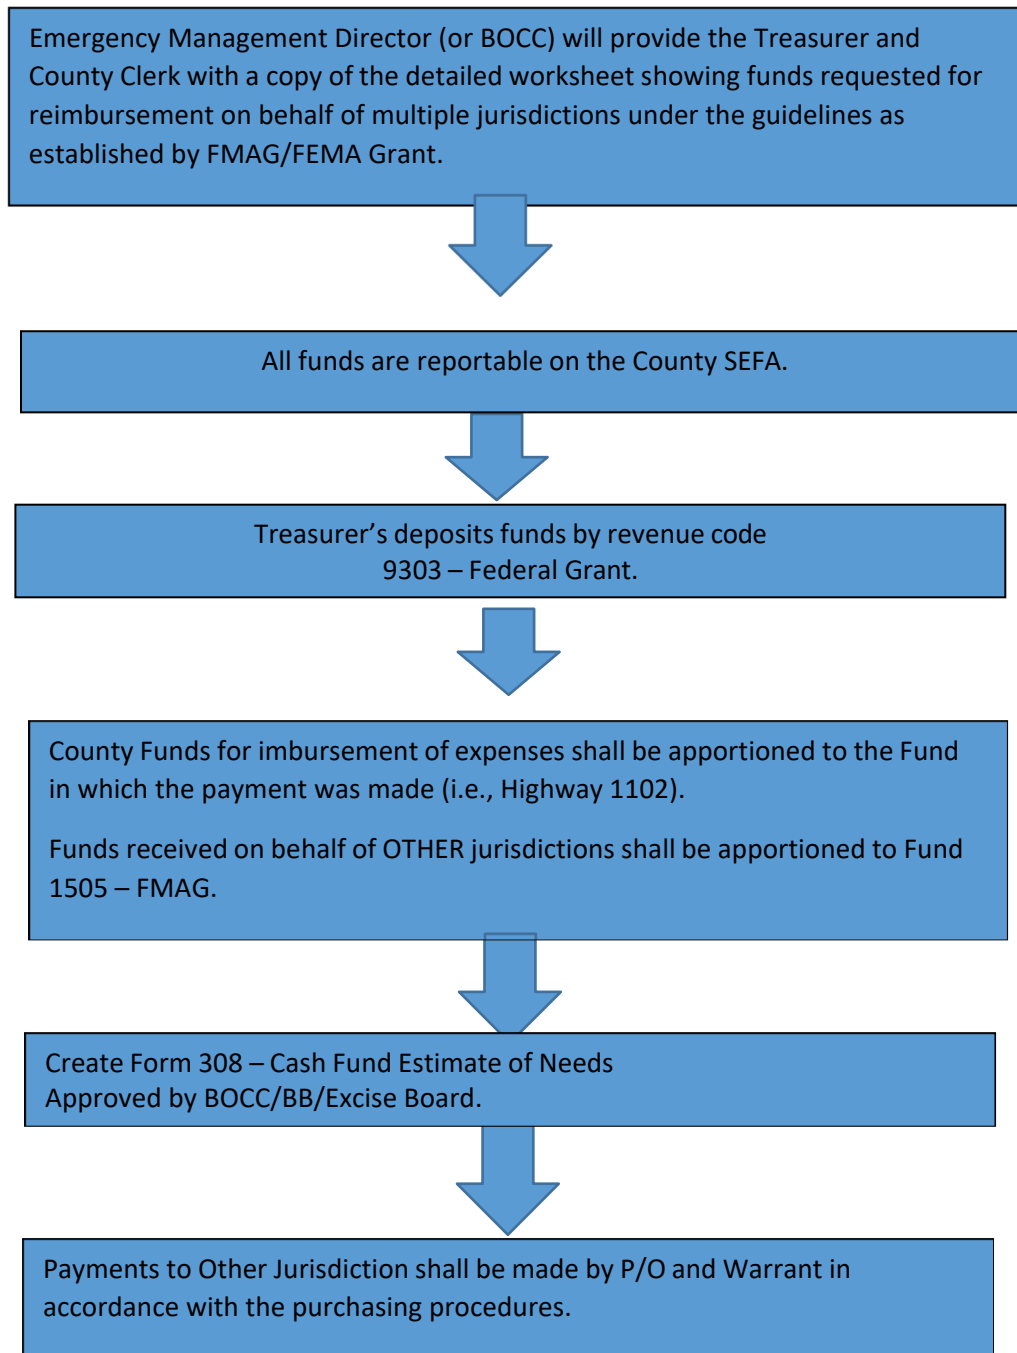 Emergency Management Director (or BOCC) will provide the Treasurer and
County Clerk with a copy of the detailed worksheet showing funds requested for
reimbursement on behalf of multiple jurisdictions under the guidelines as
established by FMAG/FEMA Grant.
All funds are reportable on the County SEFA.
Treasurer’s deposits funds by revenue code
9303 – Federal Grant.
County Funds for imbursement of expenses shall be apportioned to the Fund
in which the payment was made (i.e., Highway 1102).
Funds received on behalf of OTHER jurisdictions shall be apportioned to Fund
1505 – FMAG.
Create Form 308 – Cash Fund Estimate of Needs
Approved by BOCC/BB/Excise Board.
Payments to Other Jurisdiction shall be made by P/O and Warrant in
accordance with the purchasing procedures.